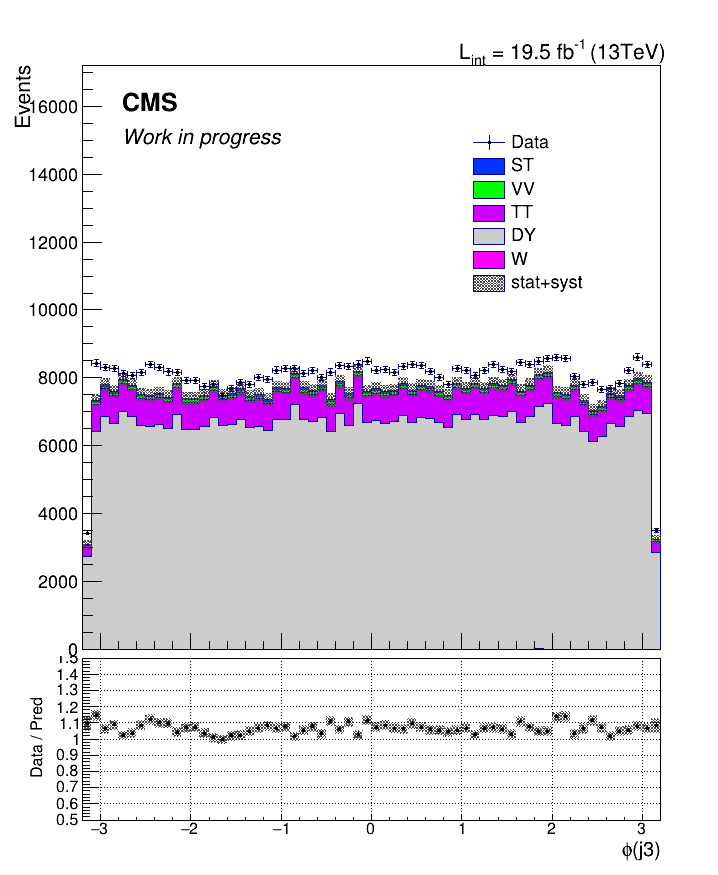 L_int = 19.5 fb^-1 (13TeV)
Events
CMS
Work in progress
Data
ST
VV
TT
DY
W
stat+syst
16000
14000
12000
10000
8000
6000
4000
2000
0
Data / Pred
1.5
1.4
1.3
1.2
1.1
1
0.9
0.8
0.7
0.6
0.5
−3 −2 −1 0 1 2 3
ϕ(j3)